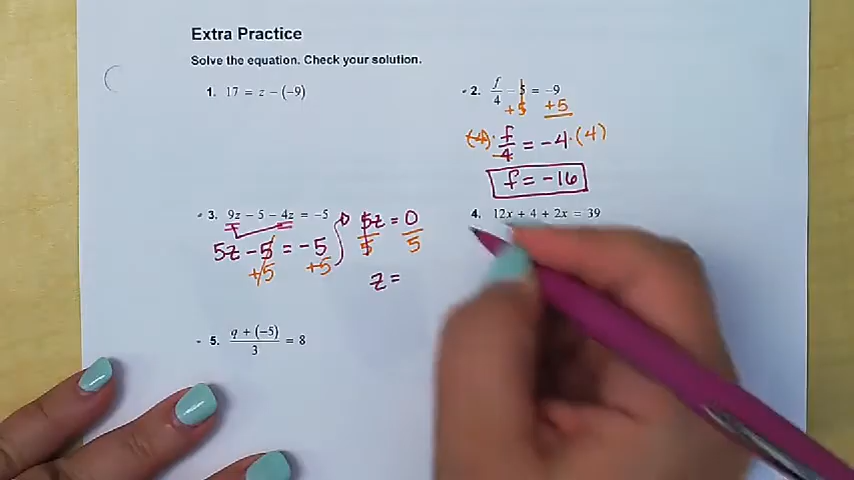 Extra Practice
Solve the equation. Check your solution.
1. 17 = z − (−9)
- 2. f/4 − 5 = −9
+5 +5
(4)· f/4 = −4·(4)
f = −16
- 3. 9z − 5 − 4z = −5
5z − 5 = −5
+5 +5
5z = 0
5 5
z =
4. 12x + 4 + 2x = 39
- 5. (q + (−5))/3 = 8